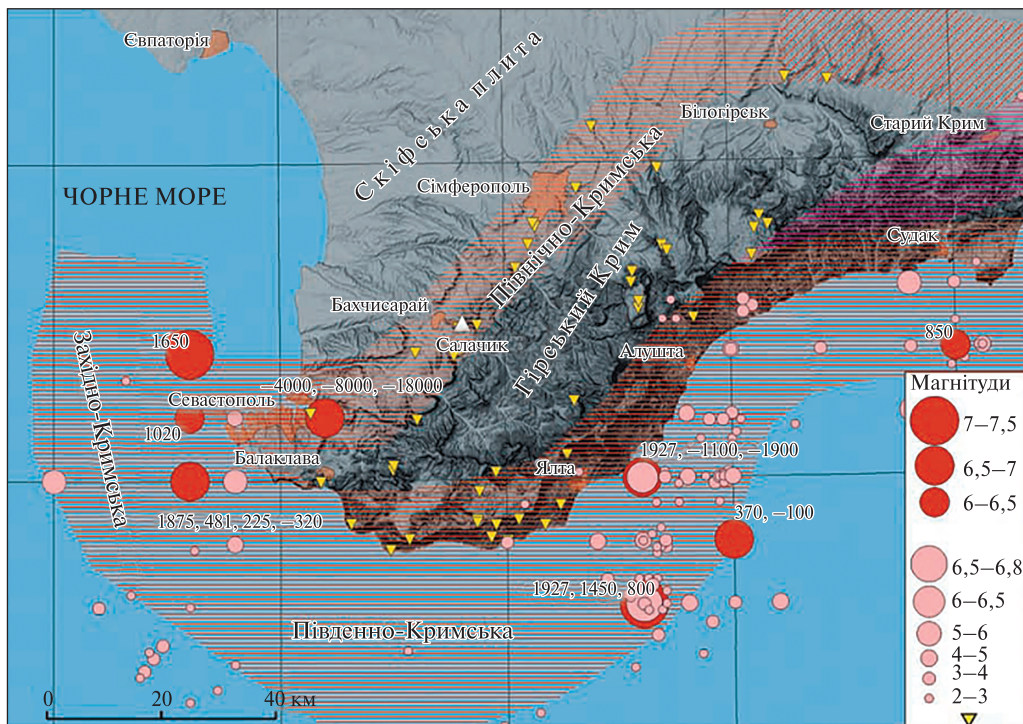 Євпаторія
Скіфська плита
Білогірськ
Старий Крим
Сімферополь
ЧОРНЕ МОРЕ
Північно-Кримська
Судак
Гірський Крим
Бахчисарай
Салачик
Алушта
850
1650
Західно-Кримська
−4000, −8000, −18000
Севастополь
1020
Балаклава
Ялта
1927, −1100, −1900
1875, 481, 225, −320
370, −100
1927, 1450, 800
Південно-Кримська
0 20 40 км
Магнітуди
7−7,5
6,5−7
6−6,5
6,5−6,8
6−6,5
5−6
4−5
3−4
2−3